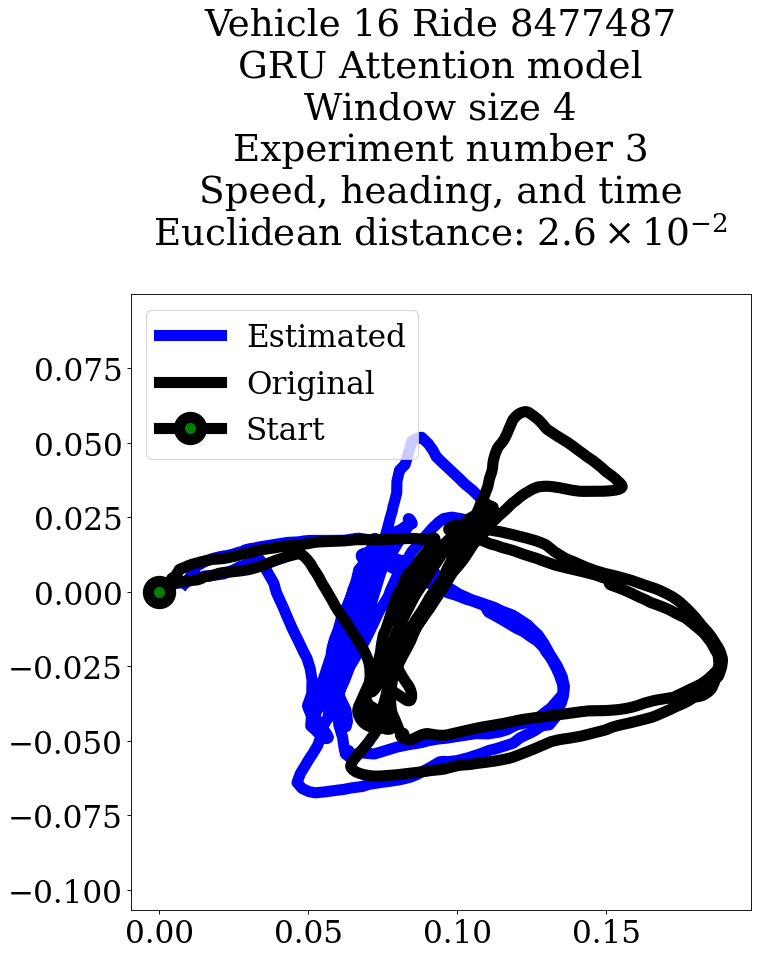 Vehicle 16 Ride 8477487
GRU Attention model
Window size 4
Experiment number 3
Speed, heading, and time
Euclidean distance: 2.6 × 10⁻²
Estimated
Original
Start
0.075
0.050
0.025
0.000
−0.025
−0.050
−0.075
−0.100
0.00 0.05 0.10 0.15